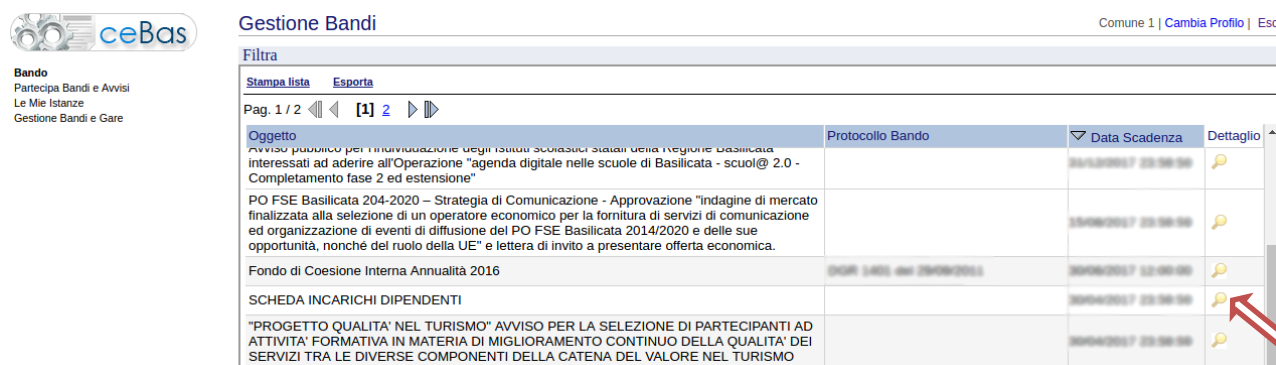 ceBas
Gestione Bandi
Comune 1 | Cambia Profilo | Esc
Bando
Partecipa Bandi e Avvisi
Le Mie Istanze
Gestione Bandi e Gare
Filtra
Stampa lista Esporta
Pag. 1 / 2 [1] 2
Oggetto Protocollo Bando Data Scadenza Dettaglio
Avviso pubblico per l'individuazione degli istituti scolastici statali della Regione Basilicata
interessati ad aderire all'Operazione "agenda digitale nelle scuole di Basilicata - scuol@ 2.0 -
Completamento fase 2 ed estensione"
31/12/2017 23:59:59
PO FSE Basilicata 204-2020 – Strategia di Comunicazione - Approvazione "indagine di mercato
finalizzata alla selezione di un operatore economico per la fornitura di servizi di comunicazione
ed organizzazione di eventi di diffusione del PO FSE Basilicata 2014/2020 e delle sue
opportunità, nonché del ruolo della UE" e lettera di invito a presentare offerta economica.
Fondo di Coesione Interna Annualità 2016
SCHEDA INCARICHI DIPENDENTI
"PROGETTO QUALITA' NEL TURISMO" AVVISO PER LA SELEZIONE DI PARTECIPANTI AD
ATTIVITA' FORMATIVA IN MATERIA DI MIGLIORAMENTO CONTINUO DELLA QUALITA' DEI
SERVIZI TRA LE DIVERSE COMPONENTI DELLA CATENA DEL VALORE NEL TURISMO